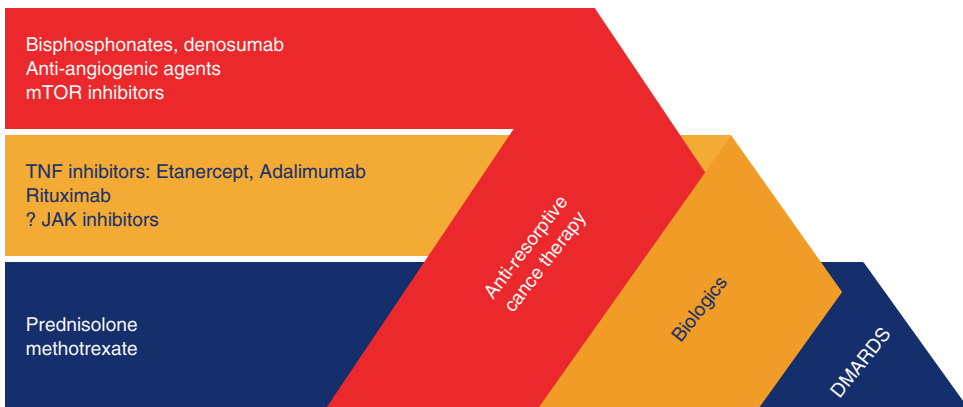 Bisphosphonates, denosumab
Anti-angiogenic agents
mTOR inhibitors
TNF inhibitors: Etanercept, Adalimumab
Rituximab
? JAK inhibitors
Prednisolone
methotrexate
Anti-resorptive
cance therapy
Biologics
DMARDS